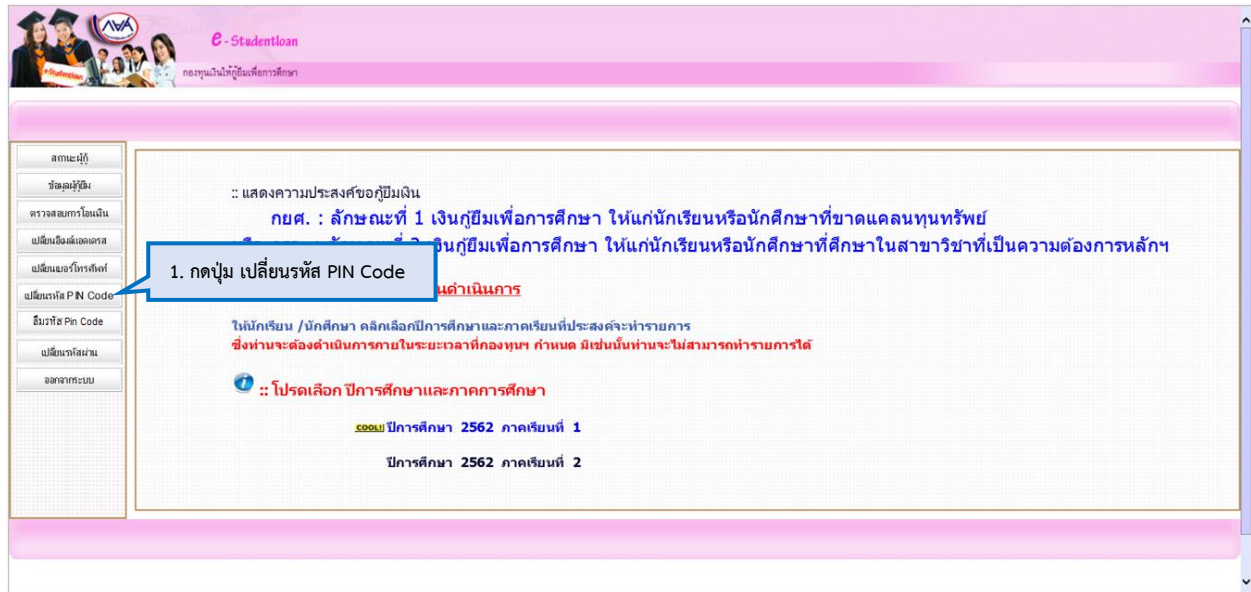 e-Studentloan
กองทุนเงินให้กู้ยืมเพื่อการศึกษา
e-Studentloan
สถานะผู้กู้
ข้อมูลผู้กู้ยืม
ตรวจสอบการโอนเงิน
เปลี่ยนอีเมล์แอดเดรส
เปลี่ยนเบอร์โทรศัพท์
เปลี่ยนรหัส PIN Code
ลืมรหัส Pin Code
เปลี่ยนรหัสผ่าน
ออกจากระบบ
1. กดปุ่ม เปลี่ยนรหัส PIN Code
:: แสดงความประสงค์ขอกู้ยืมเงิน
กยศ. : ลักษณะที่ 1 เงินกู้ยืมเพื่อการศึกษา ให้แก่นักเรียนหรือนักศึกษาที่ขาดแคลนทุนทรัพย์
เงินกู้ยืมเพื่อการศึกษา ให้แก่นักเรียนหรือนักศึกษาที่ศึกษาในสาขาวิชาที่เป็นความต้องการหลักฯ
นดำเนินการ
ให้นักเรียน /นักศึกษา คลิกเลือกปีการศึกษาและภาคเรียนที่ประสงค์จะทำรายการ
ซึ่งท่านจะต้องดำเนินการภายในระยะเวลาที่กองทุนฯ กำหนด มิเช่นนั้นท่านจะไม่สามารถทำรายการได้
:: โปรดเลือก ปีการศึกษาและภาคการศึกษา
COOL! ปีการศึกษา 2562 ภาคเรียนที่ 1
ปีการศึกษา 2562 ภาคเรียนที่ 2